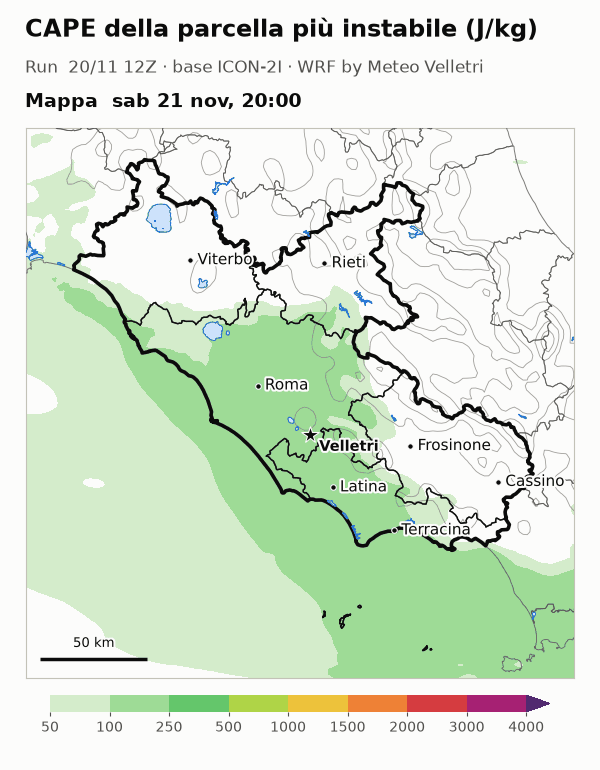 CAPE della parcella più instabile (J/kg)
Run  20/11 12Z · base ICON-2I · WRF by Meteo Velletri
Mappa  sab 21 nov, 20:00
Viterbo
Rieti
Roma
Velletri
Frosinone
Cassino
Latina
Terracina
50 km
50 100 250 500 1000 1500 2000 3000 4000